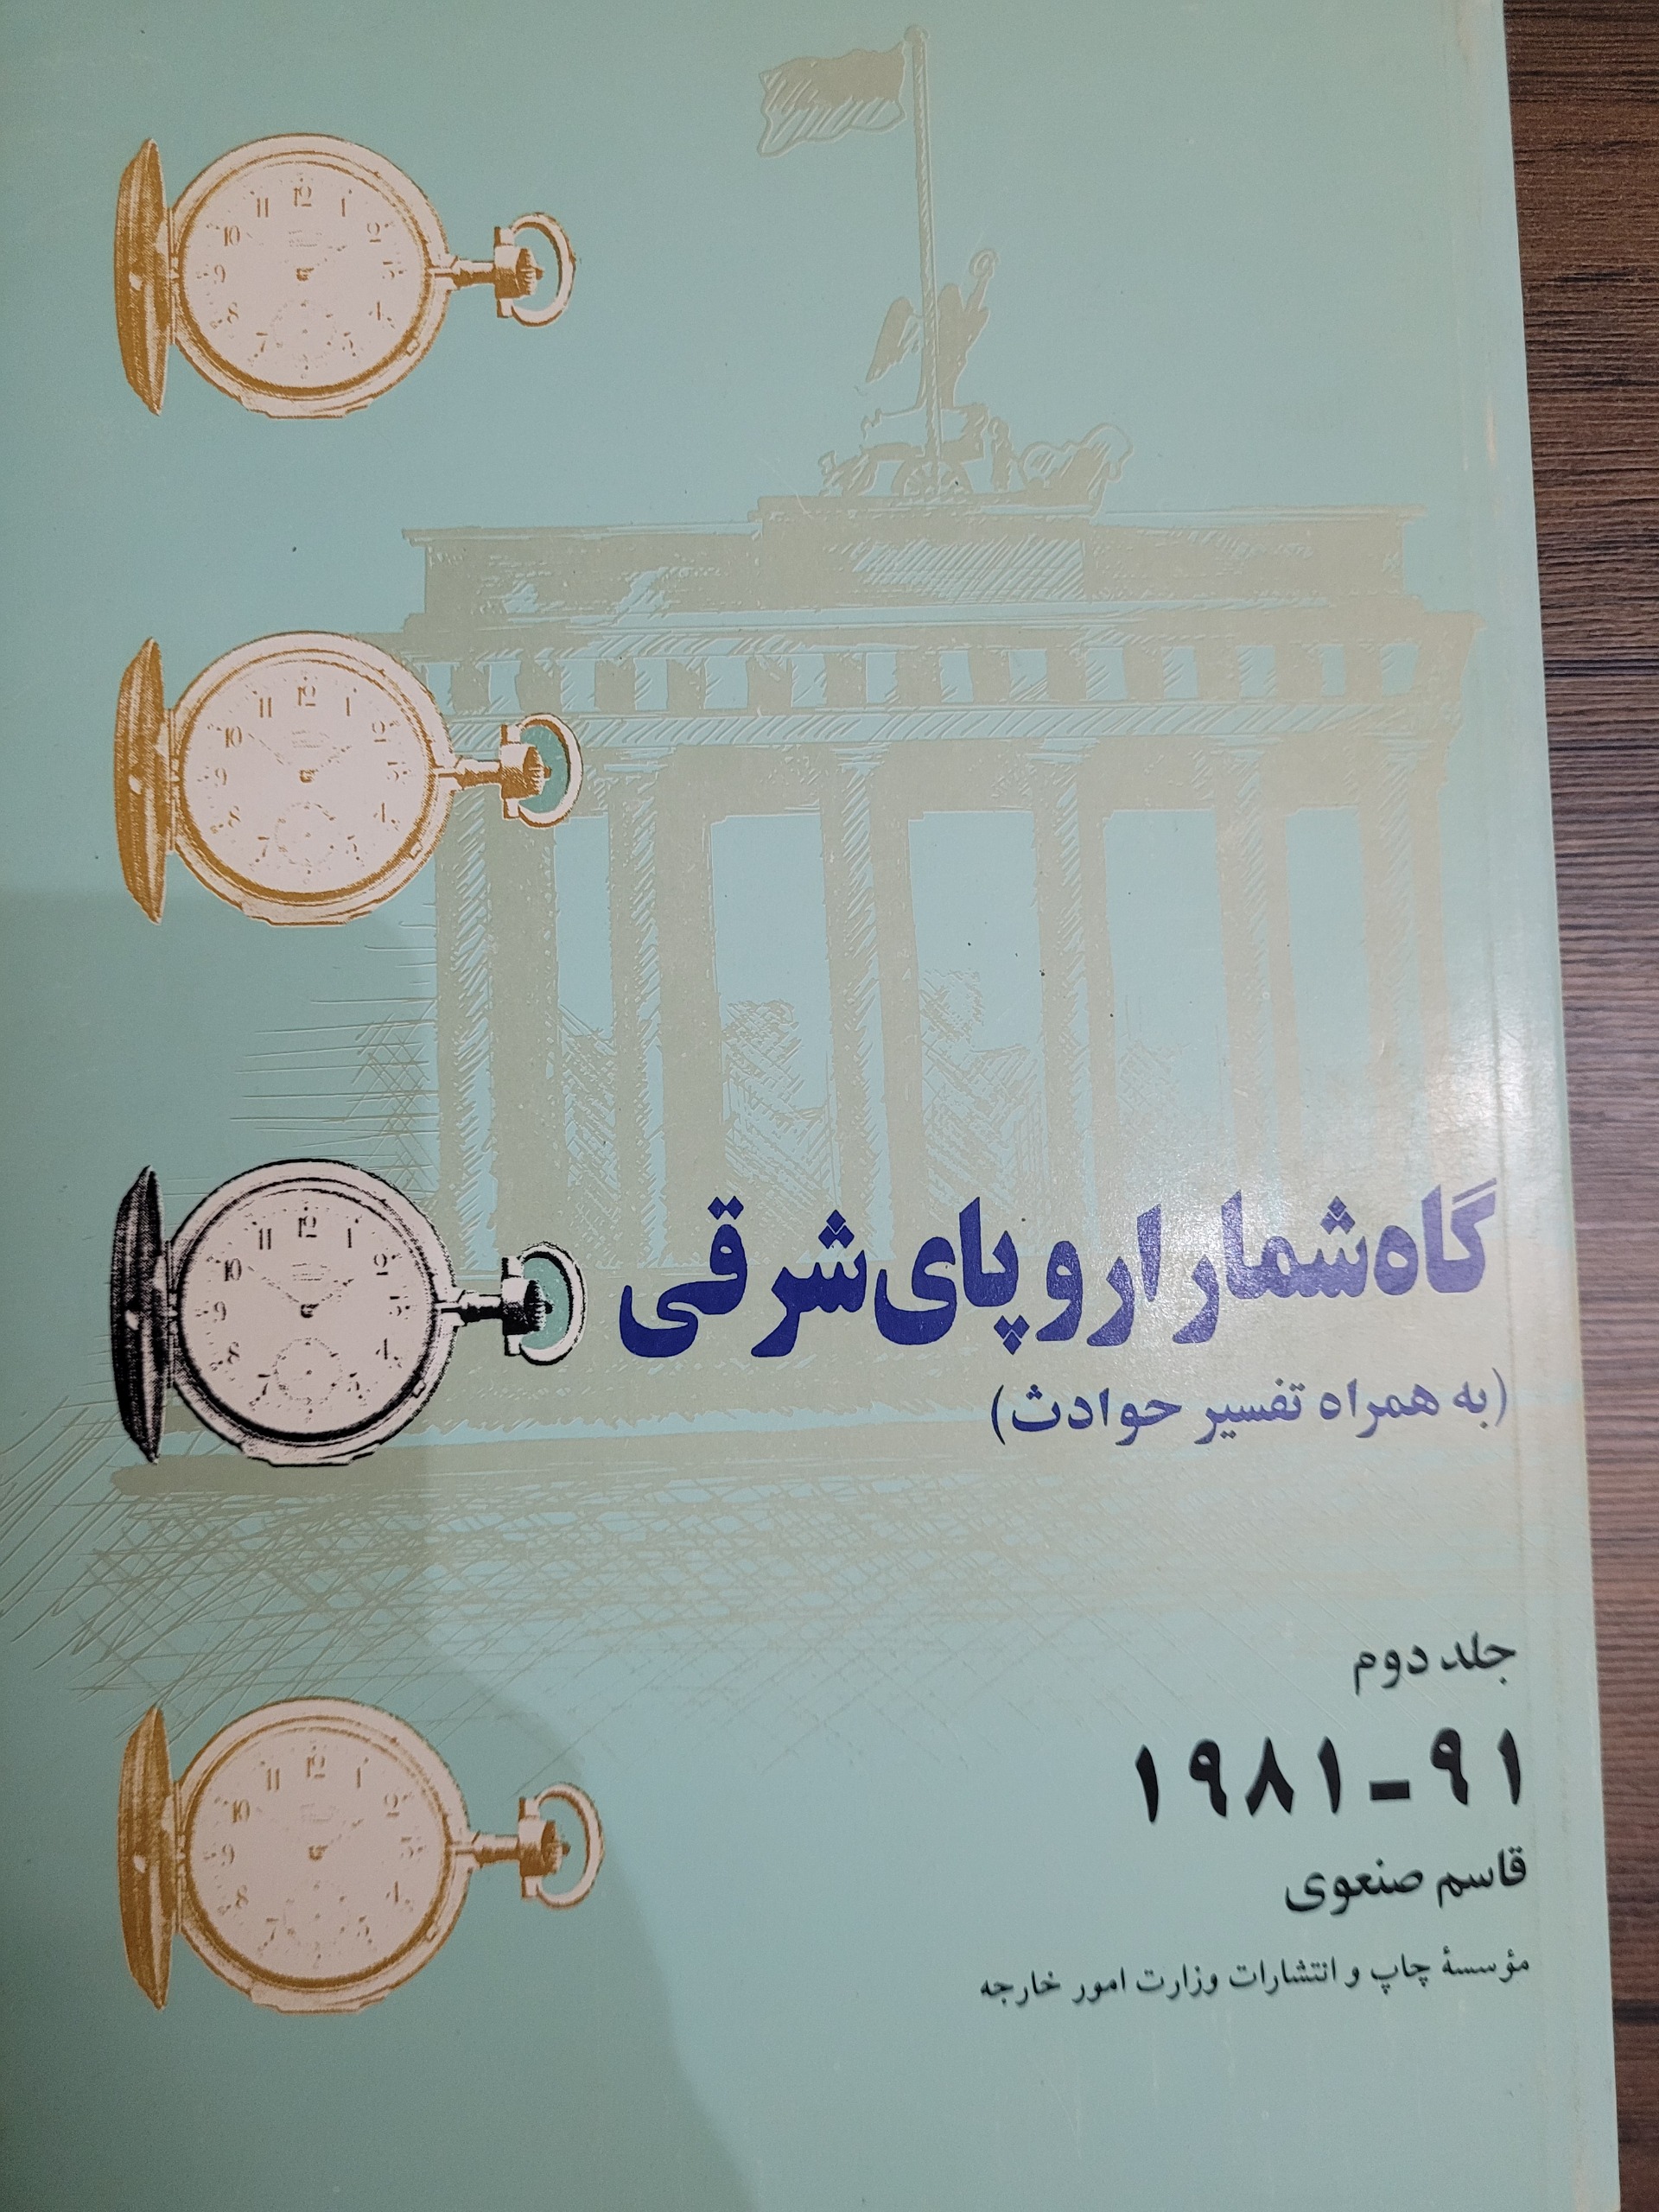 گاه‌شمار اروپای‌شرقی
(به همراه تفسیر حوادث)
جلد دوم
۱۹۸۱-۹۱
قاسم صنعوی
مؤسسهٔ چاپ و انتشارات وزارت امور خارجه